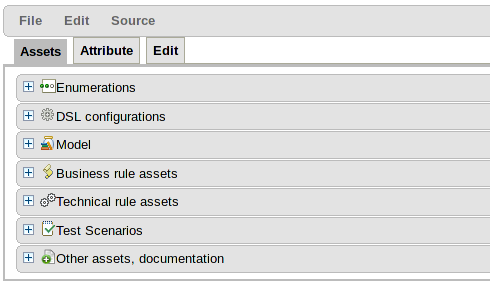 File Edit Source
Assets Attribute Edit
Enumerations
DSL configurations
Model
Business rule assets
Technical rule assets
Test Scenarios
Other assets, documentation